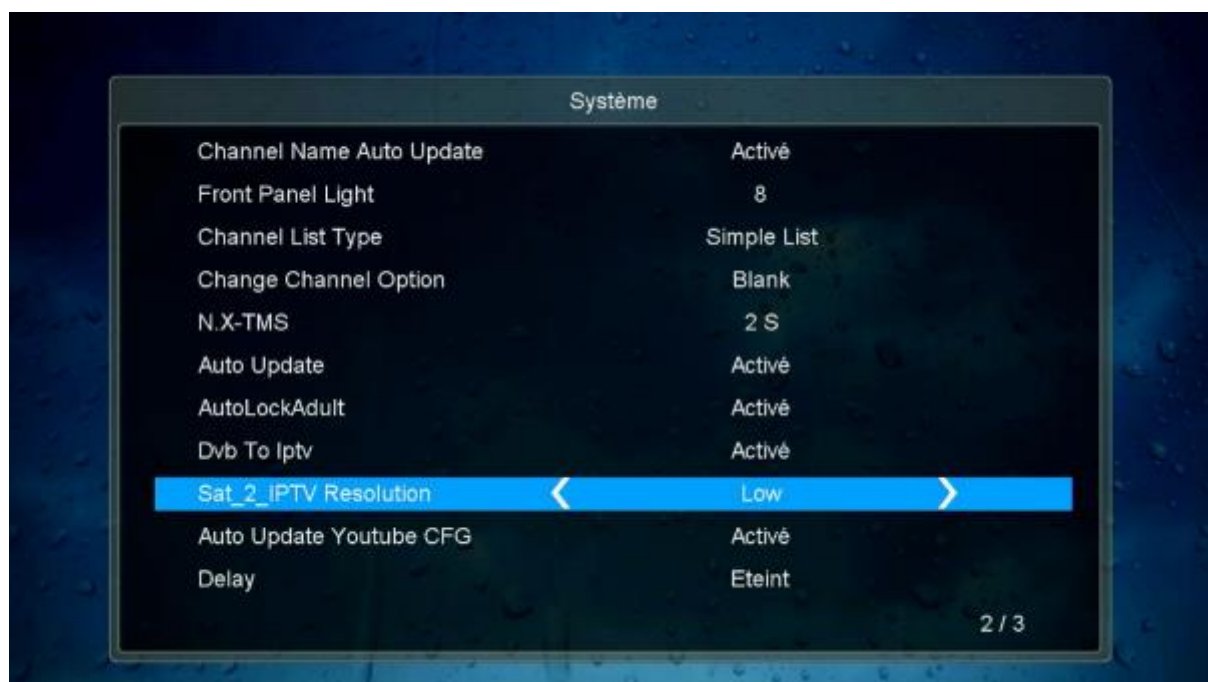 Système
Channel Name Auto Update Activé
Front Panel Light 8
Channel List Type Simple List
Change Channel Option Blank
N.X-TMS 2 S
Auto Update Activé
AutoLockAdult Activé
Dvb To Iptv Activé
Sat_2_IPTV Resolution Low
Auto Update Youtube CFG Activé
Delay Eteint
2 / 3